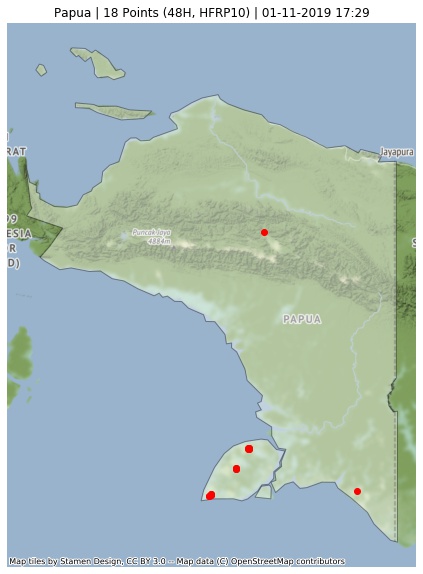 Papua | 18 Points (48H, HFRP10) | 01-11-2019 17:29
Jayapura
RAT
9
ESIA
R
D)
Puncak Jaya
4884m
S
PAPUA
Map tiles by Stamen Design, CC BY 3.0 -- Map data (C) OpenStreetMap contributors